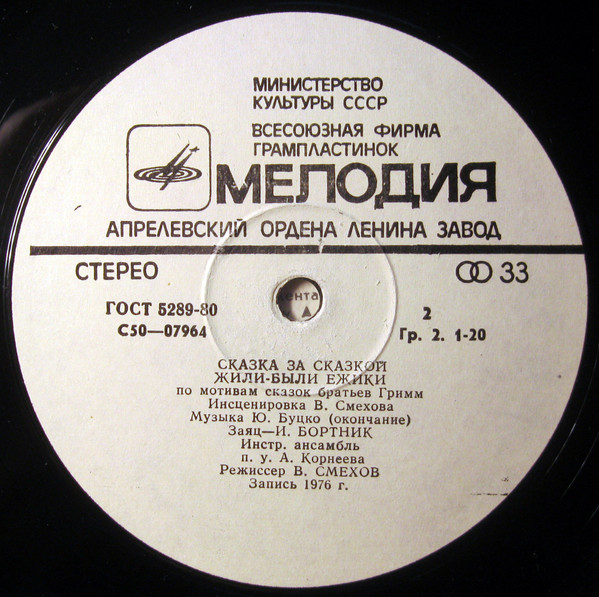 МИНИСТЕРСТВО
КУЛЬТУРЫ СССР
ВСЕСОЮЗНАЯ ФИРМА
ГРАМПЛАСТИНОК
МЕЛОДИЯ
АПРЕЛЕВСКИЙ ОРДЕНА ЛЕНИНА ЗАВОД
СТЕРЕО
33
ГОСТ 5289-80
С50—07964
2
Гр. 2. 1-20
СКАЗКА ЗА СКАЗКОЙ
ЖИЛИ-БЫЛИ ЕЖИКИ
по мотивам сказок братьев Гримм
Инсценировка В. Смехова
Музыка Ю. Буцко (окончание)
Заяц—И. БОРТНИК
Инстр. ансамбль
п. у. А. Корнеева
Режиссер В. СМЕХОВ
Запись 1976 г.